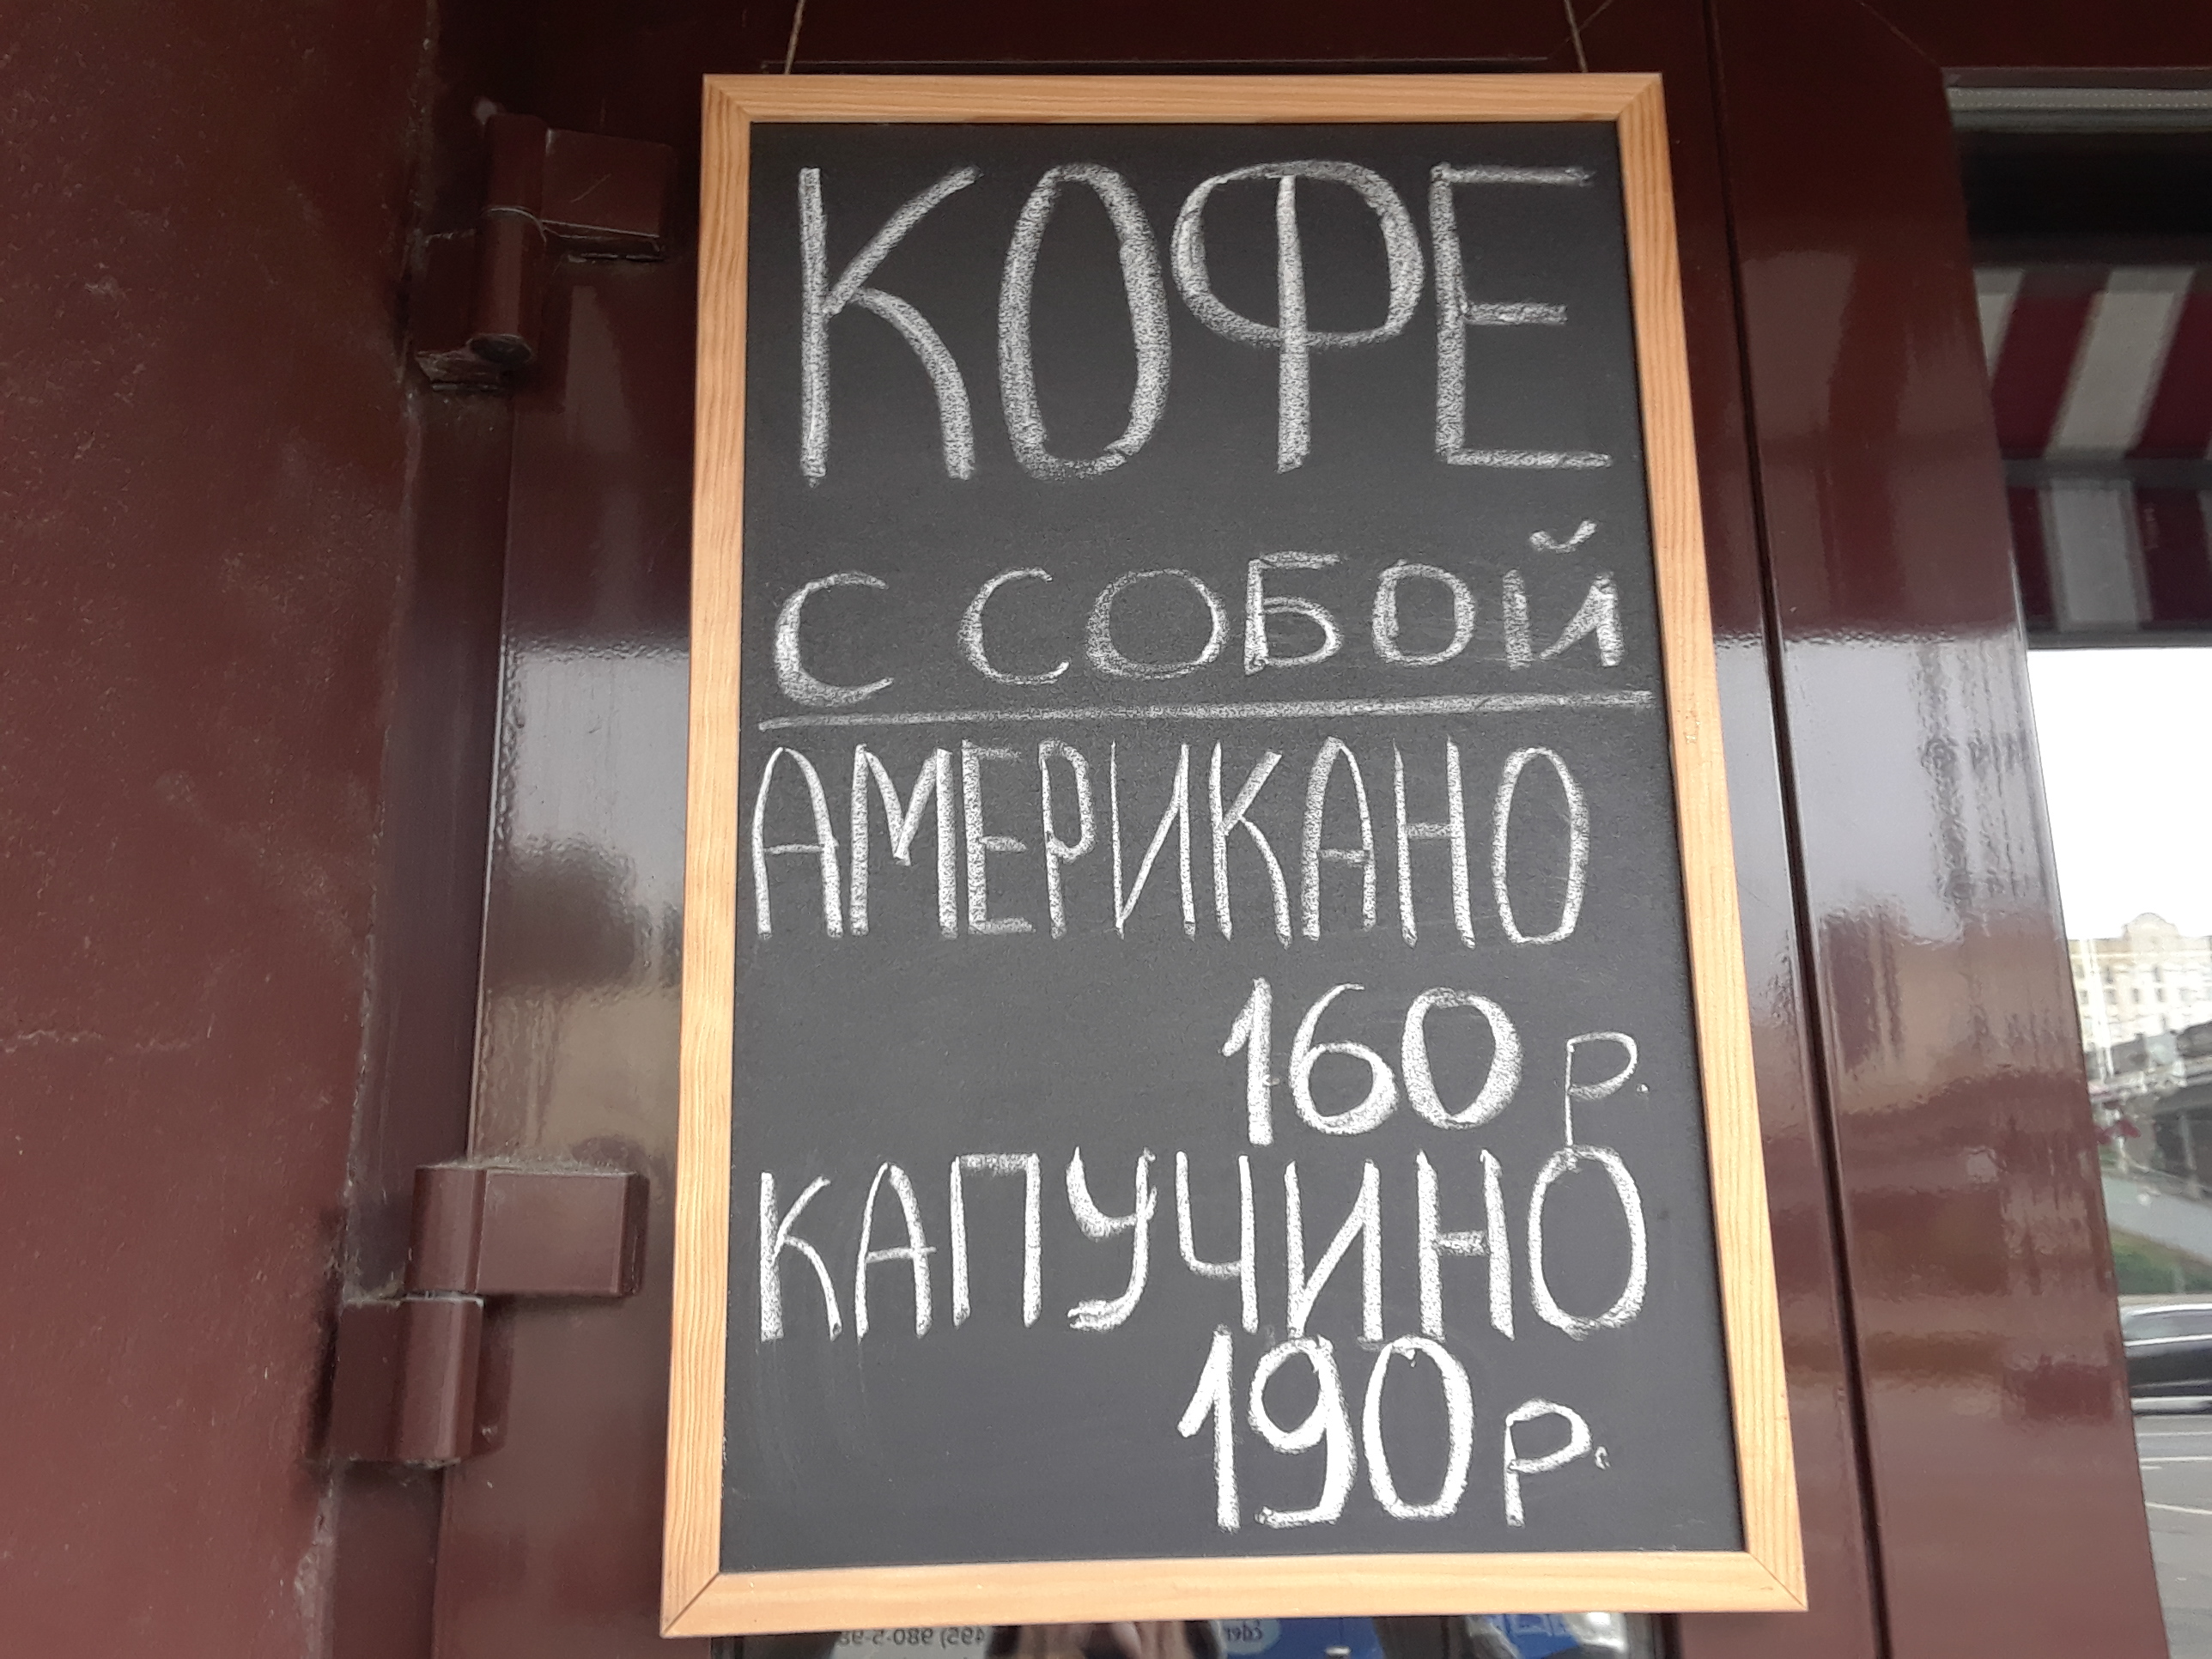 КОФЕ
С СОБОЙ
АМЕРИКАНО
160 Р.
КАПУЧИНО
190 Р.